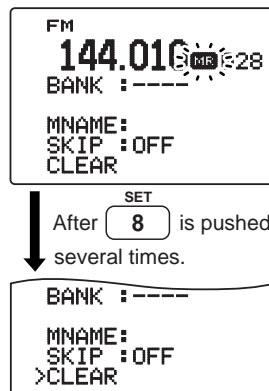 FM
144.010 MR 28
BANK :----
MNAME:
SKIP :OFF
CLEAR
SET
After 8 is pushed
several times.
BANK :----
MNAME:
SKIP :OFF
>CLEAR